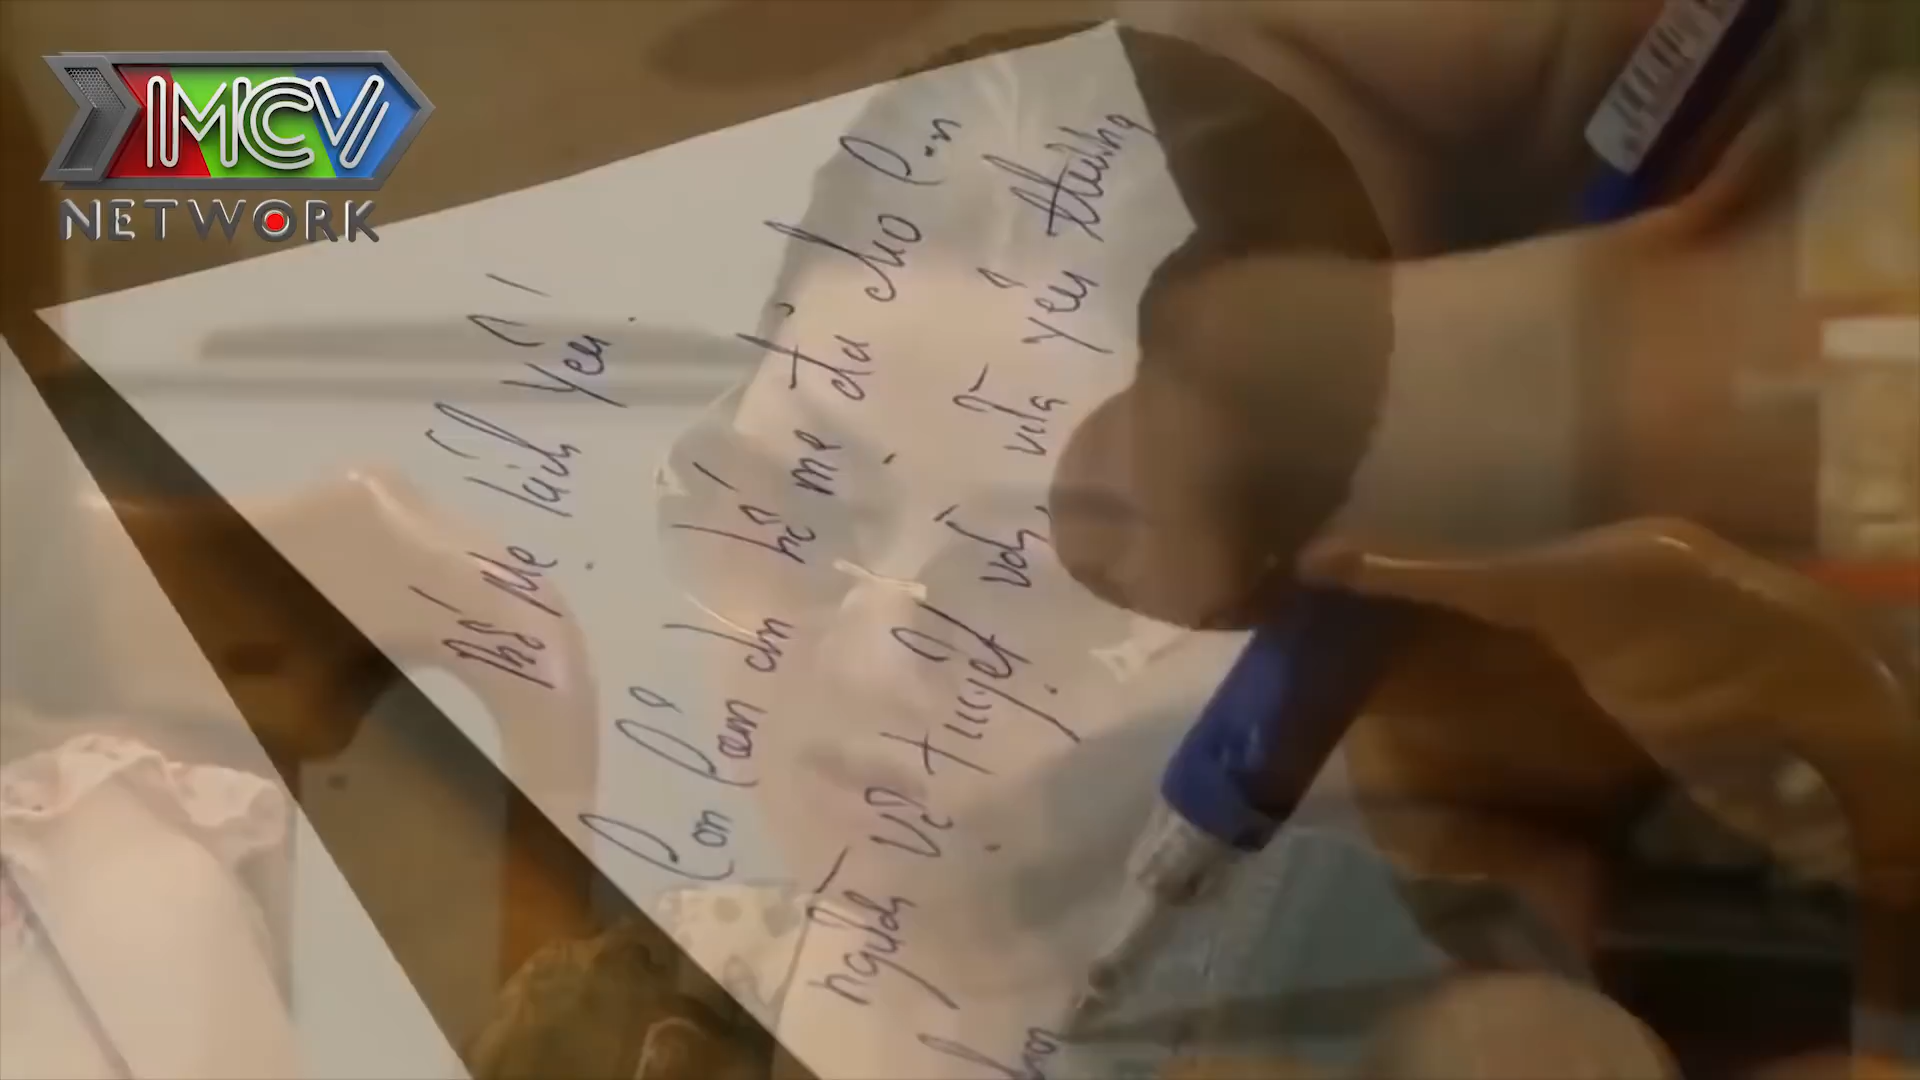 MCV
NETWORK
Bố Mẹ kính yêu!
Con cảm ơn bố mẹ đã cho con
người vợ tuyệt vời, vừa yêu thương